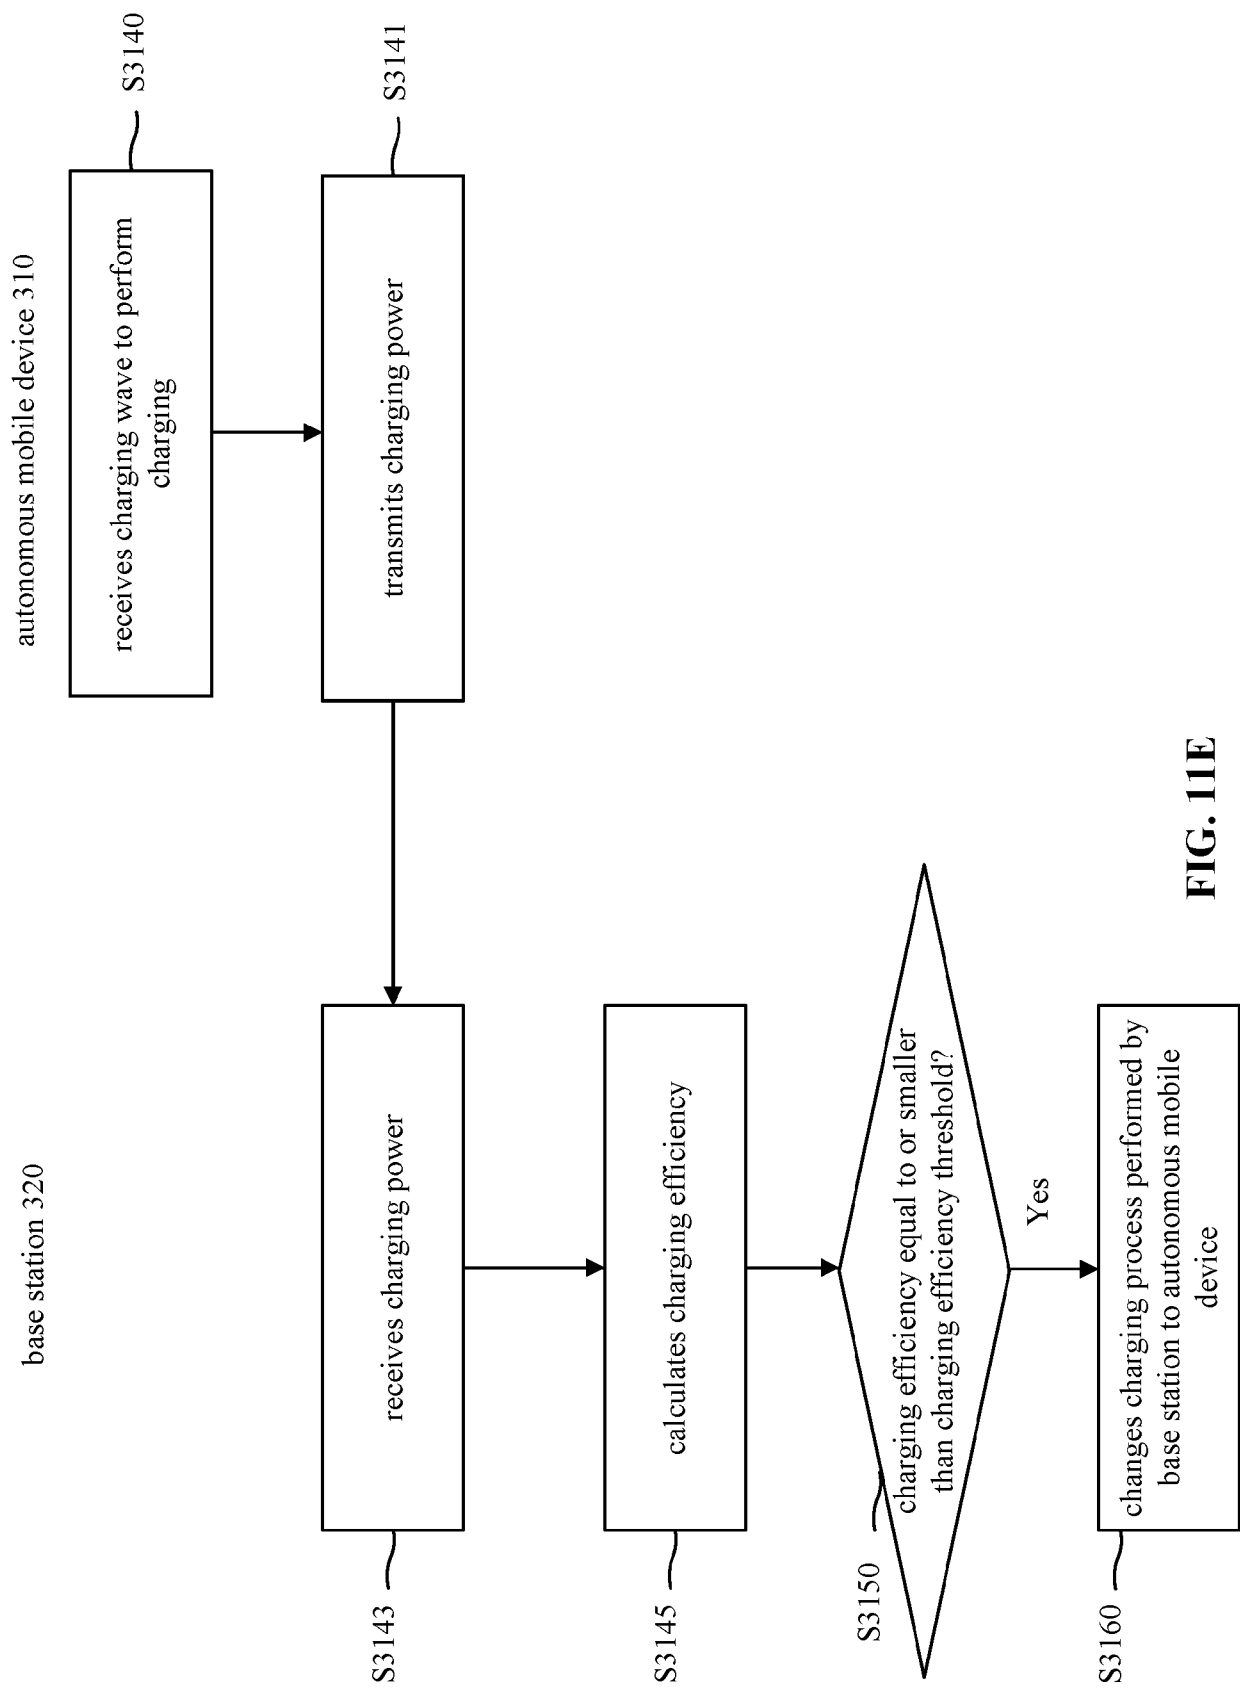 base station 320
autonomous mobile device 310
receives charging wave to perform
charging
S3140
transmits charging power
S3141
receives charging power
S3143
calculates charging efficiency
S3145
charging efficiency equal to or smaller
than charging efficiency threshold?
S3150
Yes
changes charging process performed by
base station to autonomous mobile
device
S3160
FIG. 11E